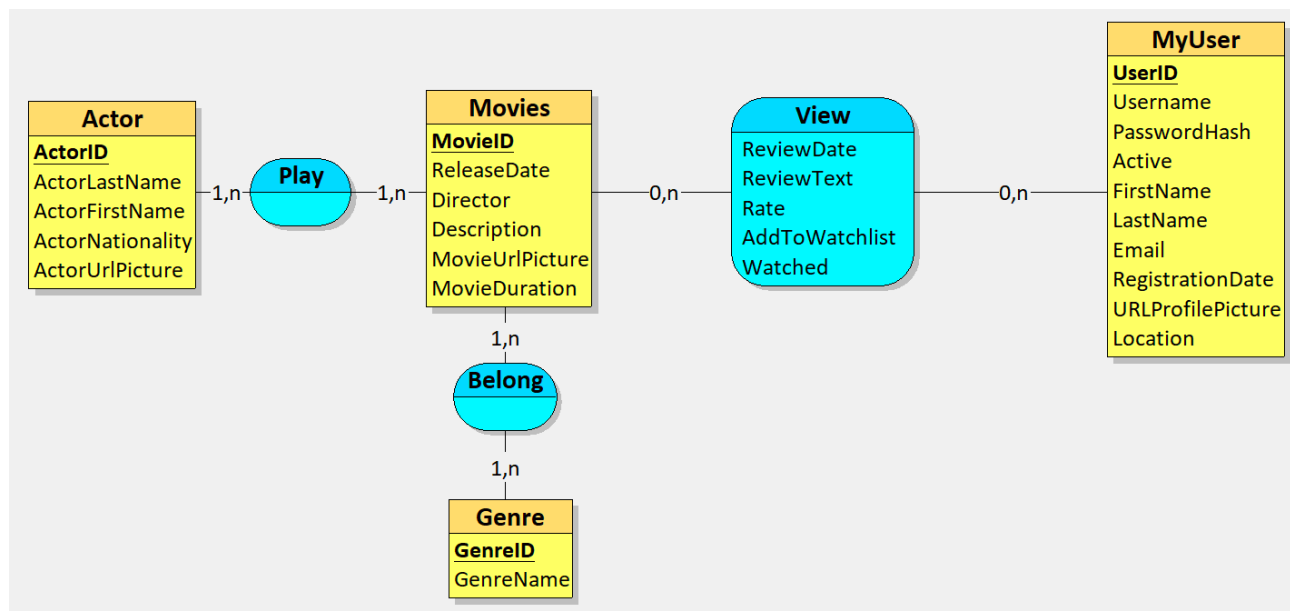 Actor
ActorID
ActorLastName
ActorFirstName
ActorNationality
ActorUrlPicture
1,n
Play
1,n
Movies
MovieID
ReleaseDate
Director
Description
MovieUrlPicture
MovieDuration
0,n
View
ReviewDate
ReviewText
Rate
AddToWatchlist
Watched
0,n
MyUser
UserID
Username
PasswordHash
Active
FirstName
LastName
Email
RegistrationDate
URLProfilePicture
Location
1,n
Belong
1,n
Genre
GenreID
GenreName